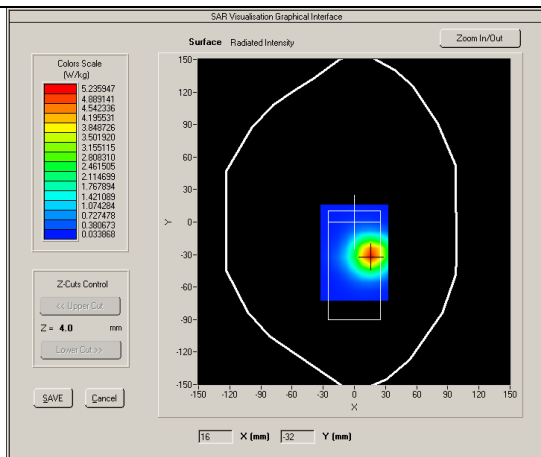 SAR Visualisation Graphical Interface
Surface Radiated Intensity
Zoom In/Out
Colors Scale
(W/kg)
5.235947
4.889141
4.542336
4.195531
3.848726
3.501920
3.155115
2.808310
2.461505
2.114699
1.767894
1.421089
1.074284
0.727478
0.380673
0.033868
Z-Cuts Control
<< Upper Cut
Z = 4.0 mm
Lower Cut >>
SAVE Cancel
150-
120-
90-
60-
30-
0-
-30-
-60-
-90-
-120-
-150-
Y
-150 -120 -90 -60 -30 0 30 60 90 120 150
X
16 X (mm) -32 Y (mm)